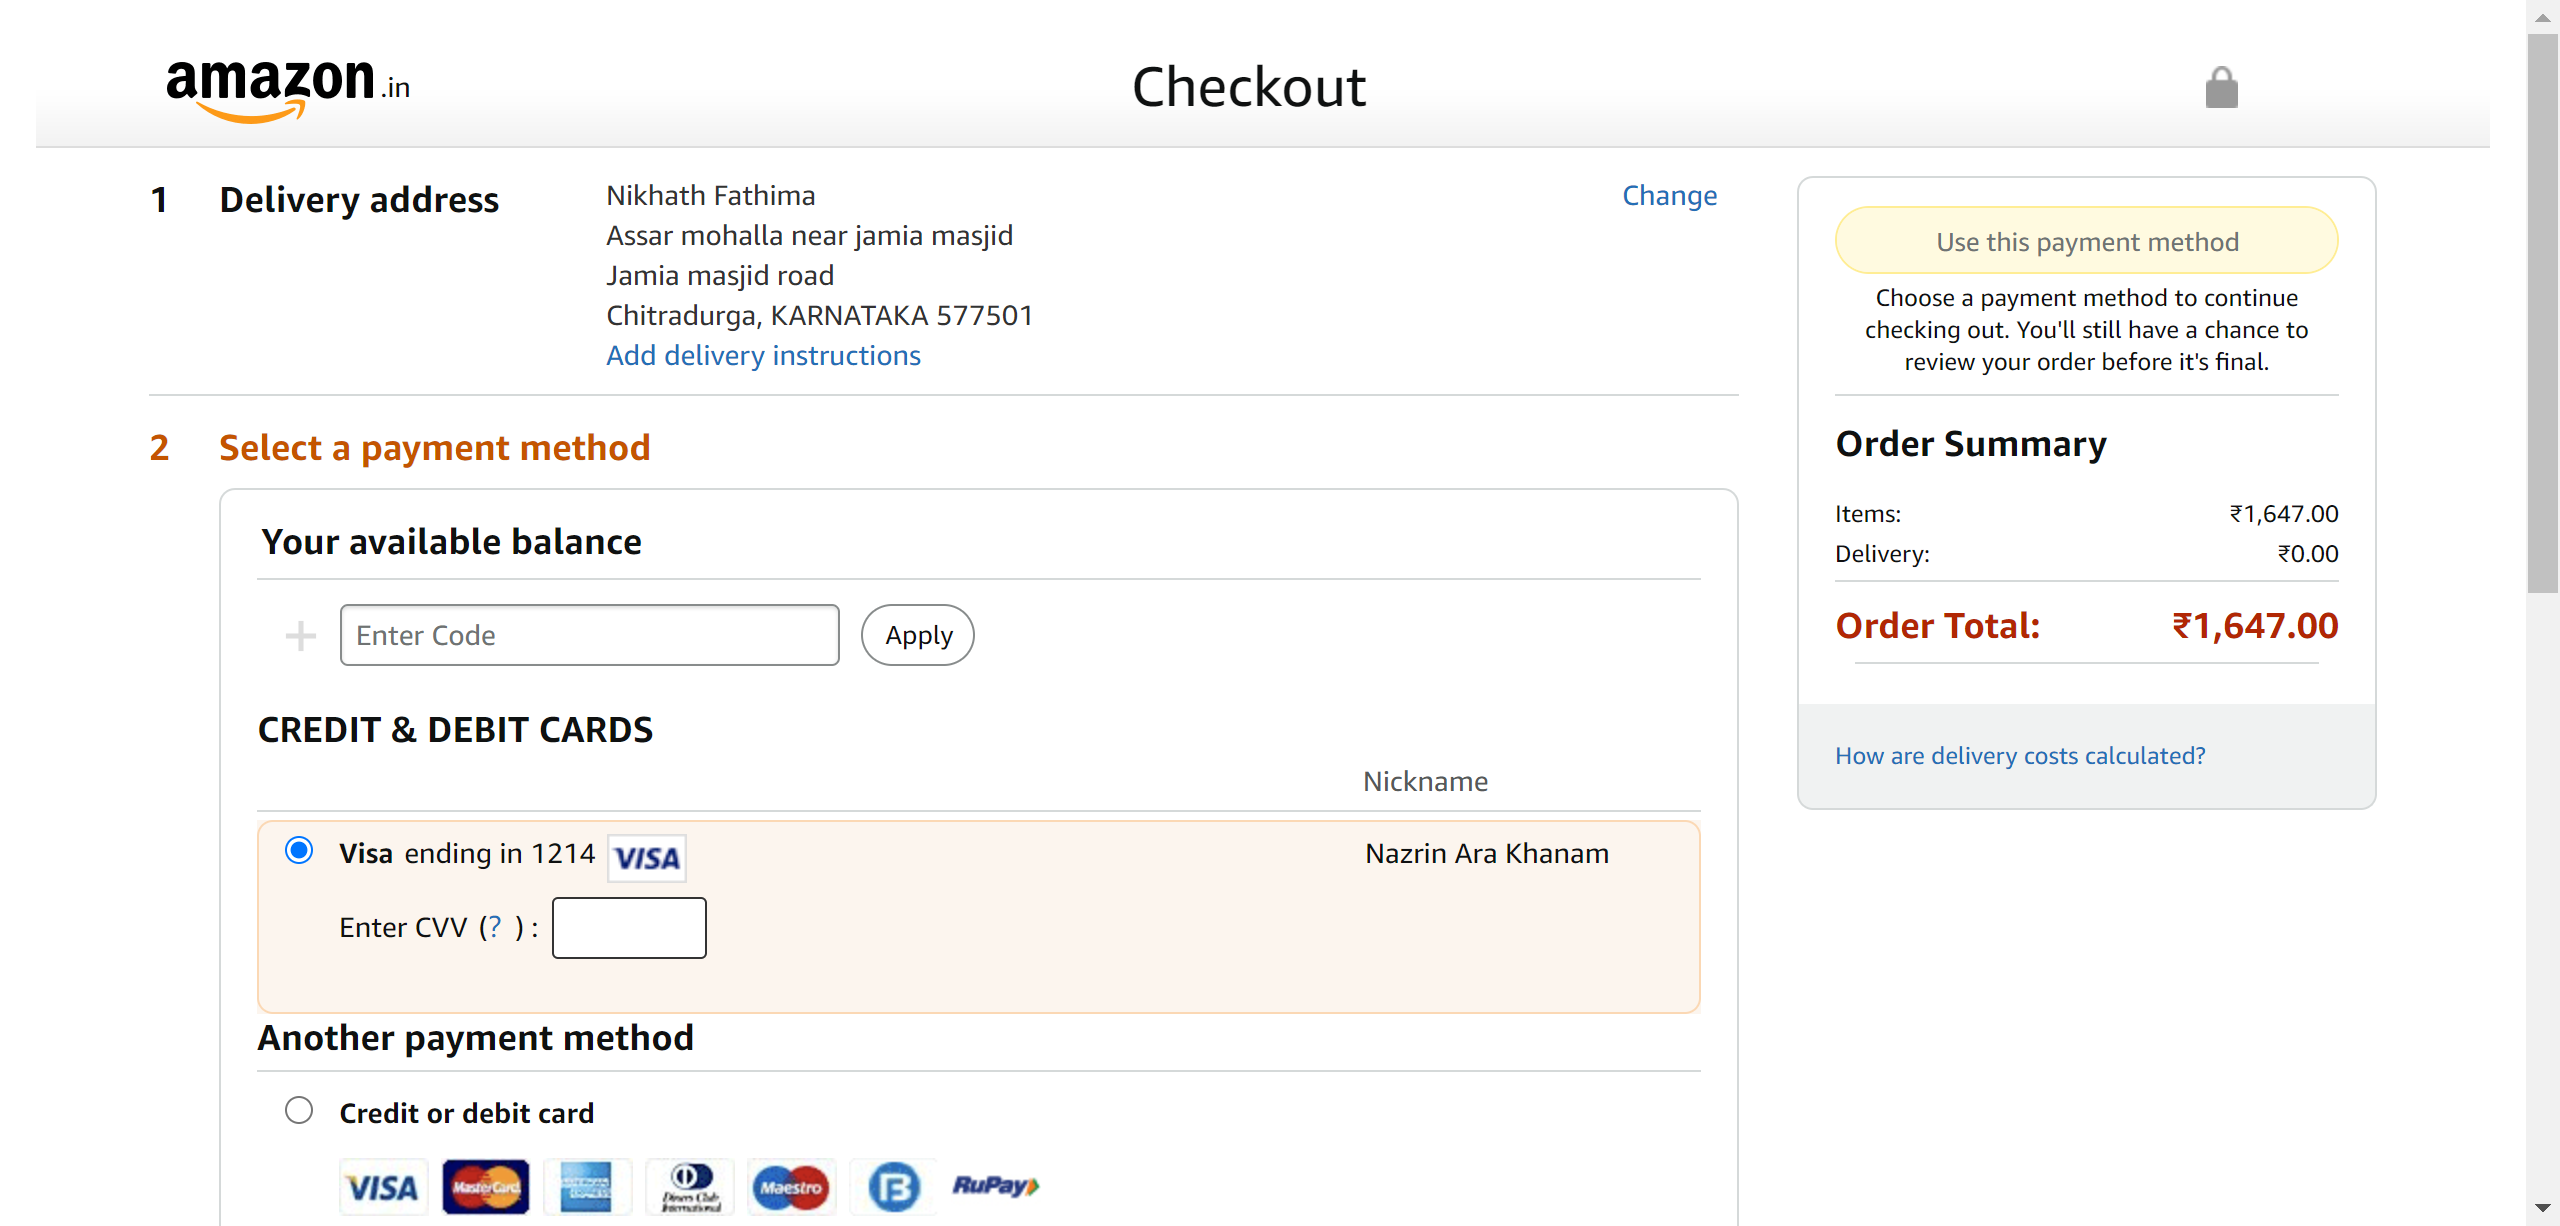 amazon.in
Checkout
1 Delivery address
Nikhath Fathima
Assar mohalla near jamia masjid
Jamia masjid road
Chitradurga, KARNATAKA 577501
Add delivery instructions
Change
2 Select a payment method
Your available balance
Enter Code
Apply
CREDIT & DEBIT CARDS
Nickname
Visa ending in 1214 VISA
Nazrin Ara Khanam
Enter CVV (? ) :
Another payment method
Credit or debit card
VISA MasterCard AMERICAN EXPRESS Diners Club International Maestro B RuPay
Use this payment method
Choose a payment method to continue
checking out. You'll still have a chance to
review your order before it's final.
Order Summary
Items: ₹1,647.00
Delivery: ₹0.00
Order Total: ₹1,647.00
How are delivery costs calculated?